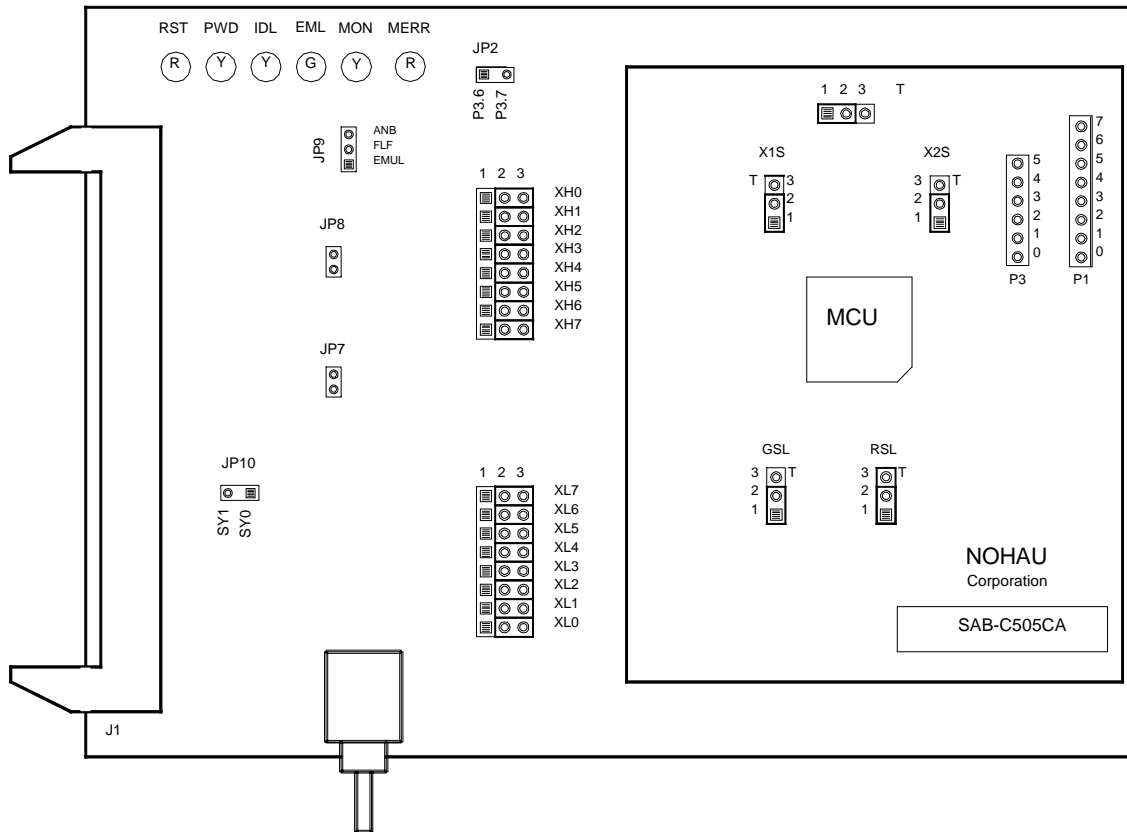 RST PWD IDL EML MON MERR
R Y Y G Y R
JP2
P3.6 P3.7
JP9
ANB
FLF
EMUL
JP8
JP7
JP10
SY1 SY0
J1
1 2 3
XH0
XH1
XH2
XH3
XH4
XH5
XH6
XH7
1 2 3
XL7
XL6
XL5
XL4
XL3
XL2
XL1
XL0
1 2 3 T
X1S
T 3
2
1
X2S
3 T
2
1
5
4
3
2
1
0
P3
7
6
5
4
3
2
1
0
P1
MCU
GSL
3 T
2
1
RSL
3 T
2
1
NOHAU
Corporation
SAB-C505CA